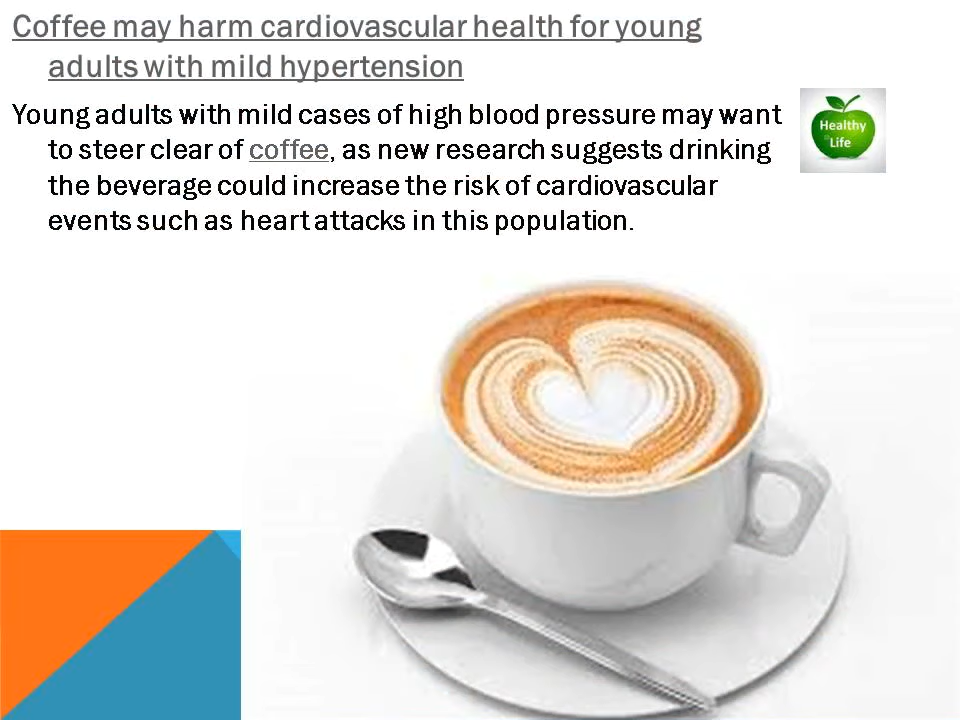 Coffee may harm cardiovascular health for young
adults with mild hypertension
Young adults with mild cases of high blood pressure may want
to steer clear of coffee, as new research suggests drinking
the beverage could increase the risk of cardiovascular
events such as heart attacks in this population.
Healthy
Life